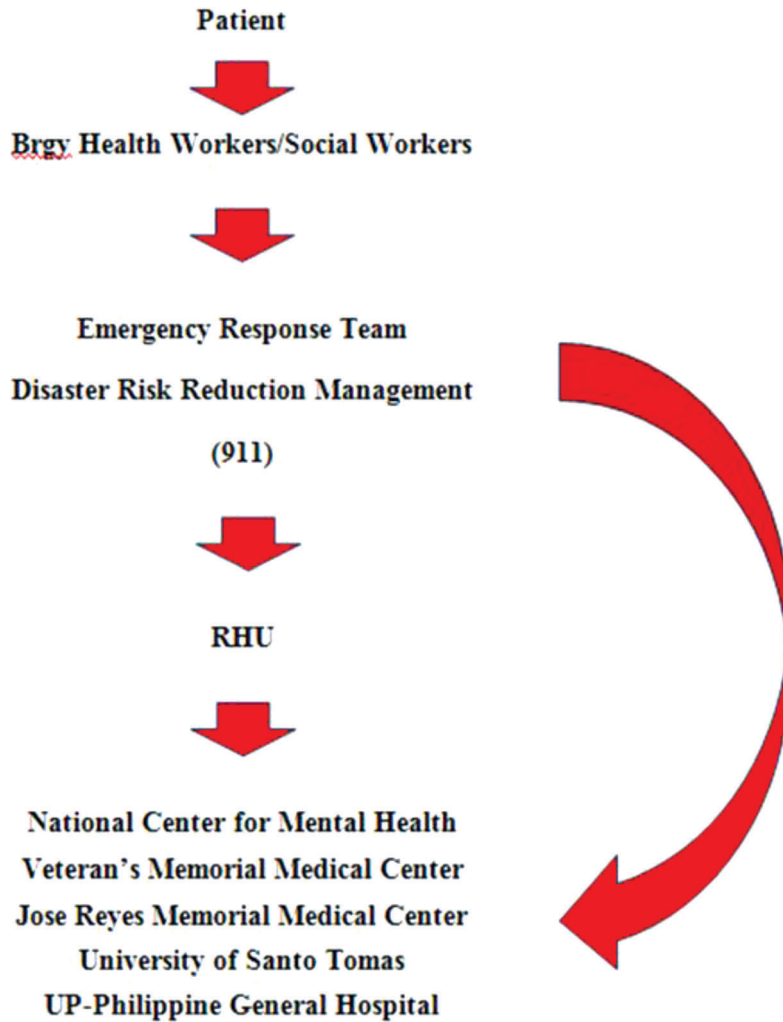 Patient
Brgy Health Workers/Social Workers
Emergency Response Team
Disaster Risk Reduction Management
(911)
RHU
National Center for Mental Health
Veteran’s Memorial Medical Center
Jose Reyes Memorial Medical Center
University of Santo Tomas
UP-Philippine General Hospital